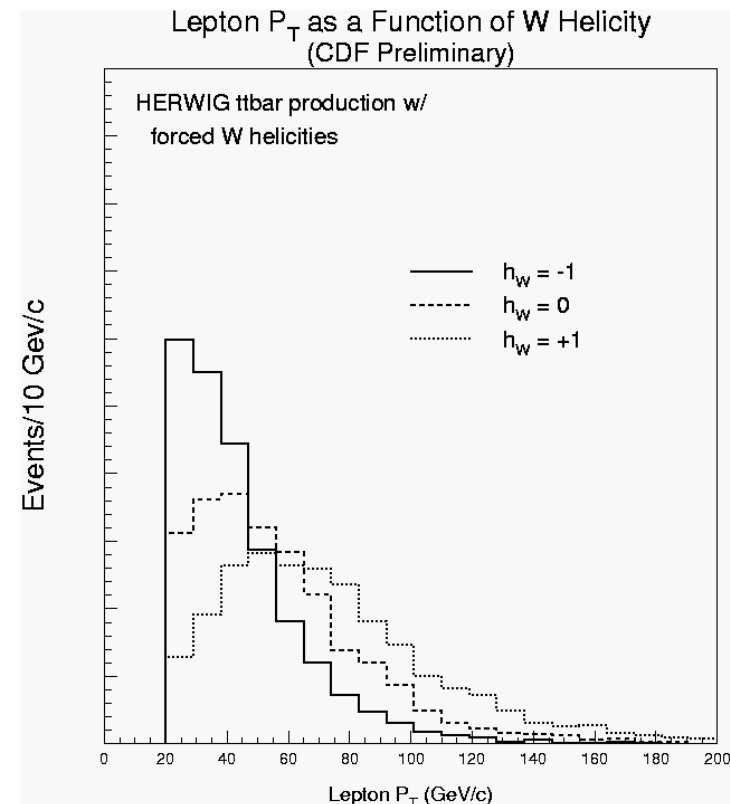 Lepton P_T as a Function of W Helicity
(CDF Preliminary)
HERWIG ttbar production w/
forced W helicities
h_W = -1
h_W = 0
h_W = +1
Events/10 Gev/c
0 20 40 60 80 100 120 140 160 180 200
Lepton P_T (GeV/c)